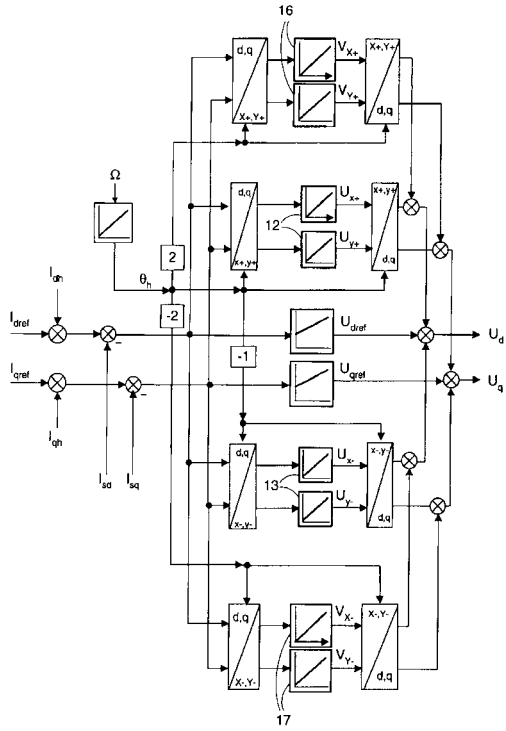 16
d,q
X+,Y+
V_X+
V_Y+
X+,Y+
d,q
Ω
2
θ_h
-2
d,q
x+,y+
12
U_x+
U_y+
x+,y+
d,q
I_dh
I_dref
-
I_qref
-
I_qh
I_sd
I_sq
-1
U_dref
U_qref
U_d
U_q
d,q
x-,y-
13
U_x-
U_y-
x-,y-
d,q
d,q
X-,Y-
V_X-
V_Y-
X-,Y-
d,q
17